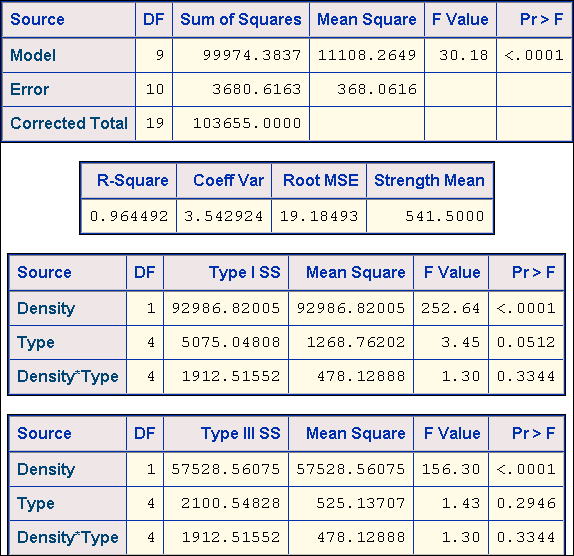 Source DF Sum of Squares Mean Square F Value Pr > F
Model 9 99974.3837 11108.2649 30.18 <.0001
Error 10 3680.6163 368.0616
Corrected Total 19 103655.0000
R-Square Coeff Var Root MSE Strength Mean
0.964492 3.542924 19.18493 541.5000
Source DF Type I SS Mean Square F Value Pr > F
Density 1 92986.82005 92986.82005 252.64 <.0001
Type 4 5075.04808 1268.76202 3.45 0.0512
Density*Type 4 1912.51552 478.12888 1.30 0.3344
Source DF Type III SS Mean Square F Value Pr > F
Density 1 57528.56075 57528.56075 156.30 <.0001
Type 4 2100.54828 525.13707 1.43 0.2946
Density*Type 4 1912.51552 478.12888 1.30 0.3344